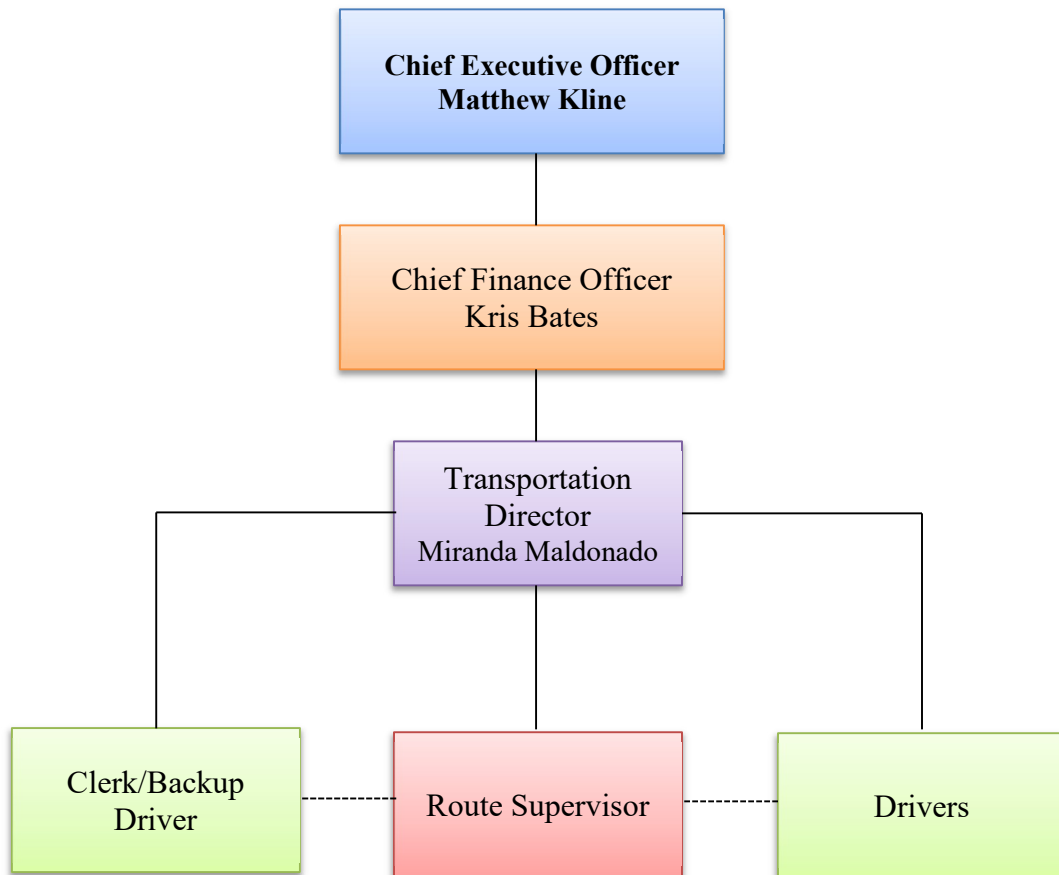 Chief Executive Officer
Matthew Kline
Chief Finance Officer
Kris Bates
Transportation
Director
Miranda Maldonado
Clerk/Backup
Driver
Route Supervisor
Drivers